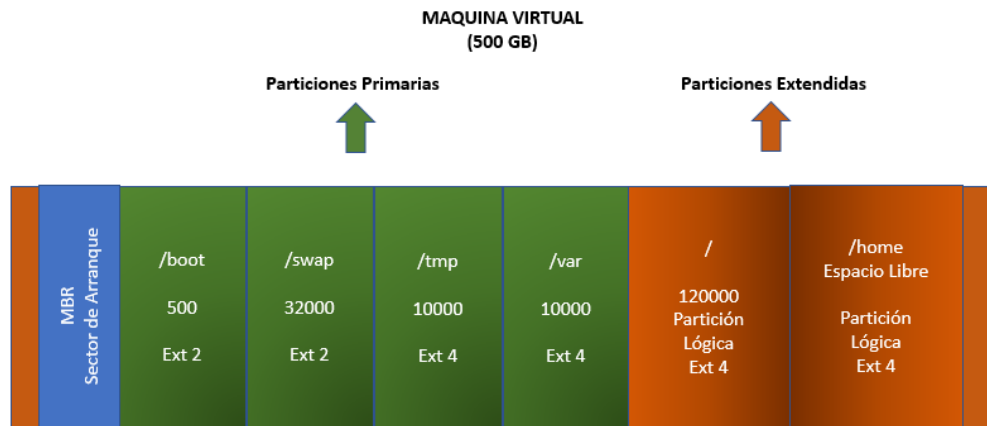 MAQUINA VIRTUAL
(500 GB)
Particiones Primarias
Particiones Extendidas
MBR
Sector de Arranque
/boot
500
Ext 2
/swap
32000
Ext 2
/tmp
10000
Ext 4
/var
10000
Ext 4
/
120000
Partición
Lógica
Ext 4
/home
Espacio Libre
Partición
Lógica
Ext 4